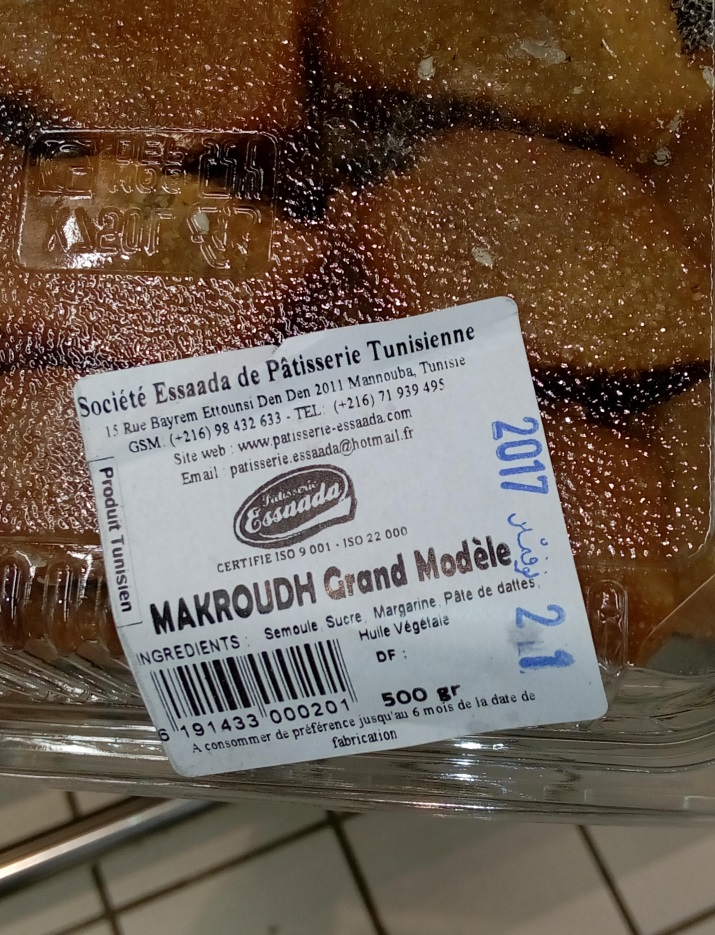 Société Essaada de Pâtisserie Tunisienne
15 Rue Bayrem Ettounsi Den Den 2011 Mannouba, Tunisie
GSM. (+216) 98 432 633 - TEL: (+216) 71 939 495
Site web : www.patisserie-essaada.com
Email : patisserie.essaada@hotmail.fr
Produit Tunisien
Patisserie
Essaada
CERTIFIE ISO 9 001 - ISO 22 000
MAKROUDH Grand Modèle
INGREDIENTS : Semoule, Sucre, Margarine, Pâte de dattes,
Huile Végétale
DF :
500 gr
6 191433 000201
A consommer de préférence jusqu'au 6 mois de la date de
fabrication
21 نوفمبر 2017